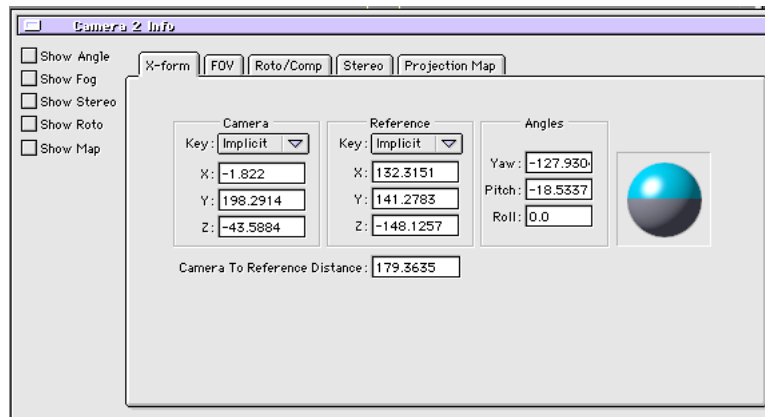 Camera 2 Info
Show Angle
Show Fog
Show Stereo
Show Roto
Show Map
X-form FOV Roto/Comp Stereo Projection Map
Camera Reference Angles
Key: Implicit Key: Implicit
X: -1.822 X: 132.3151 Yaw: -127.930
Y: 198.2914 Y: 141.2783 Pitch: -18.5337
Z: -43.5884 Z: -148.1257 Roll: 0.0
Camera To Reference Distance: 179.3635